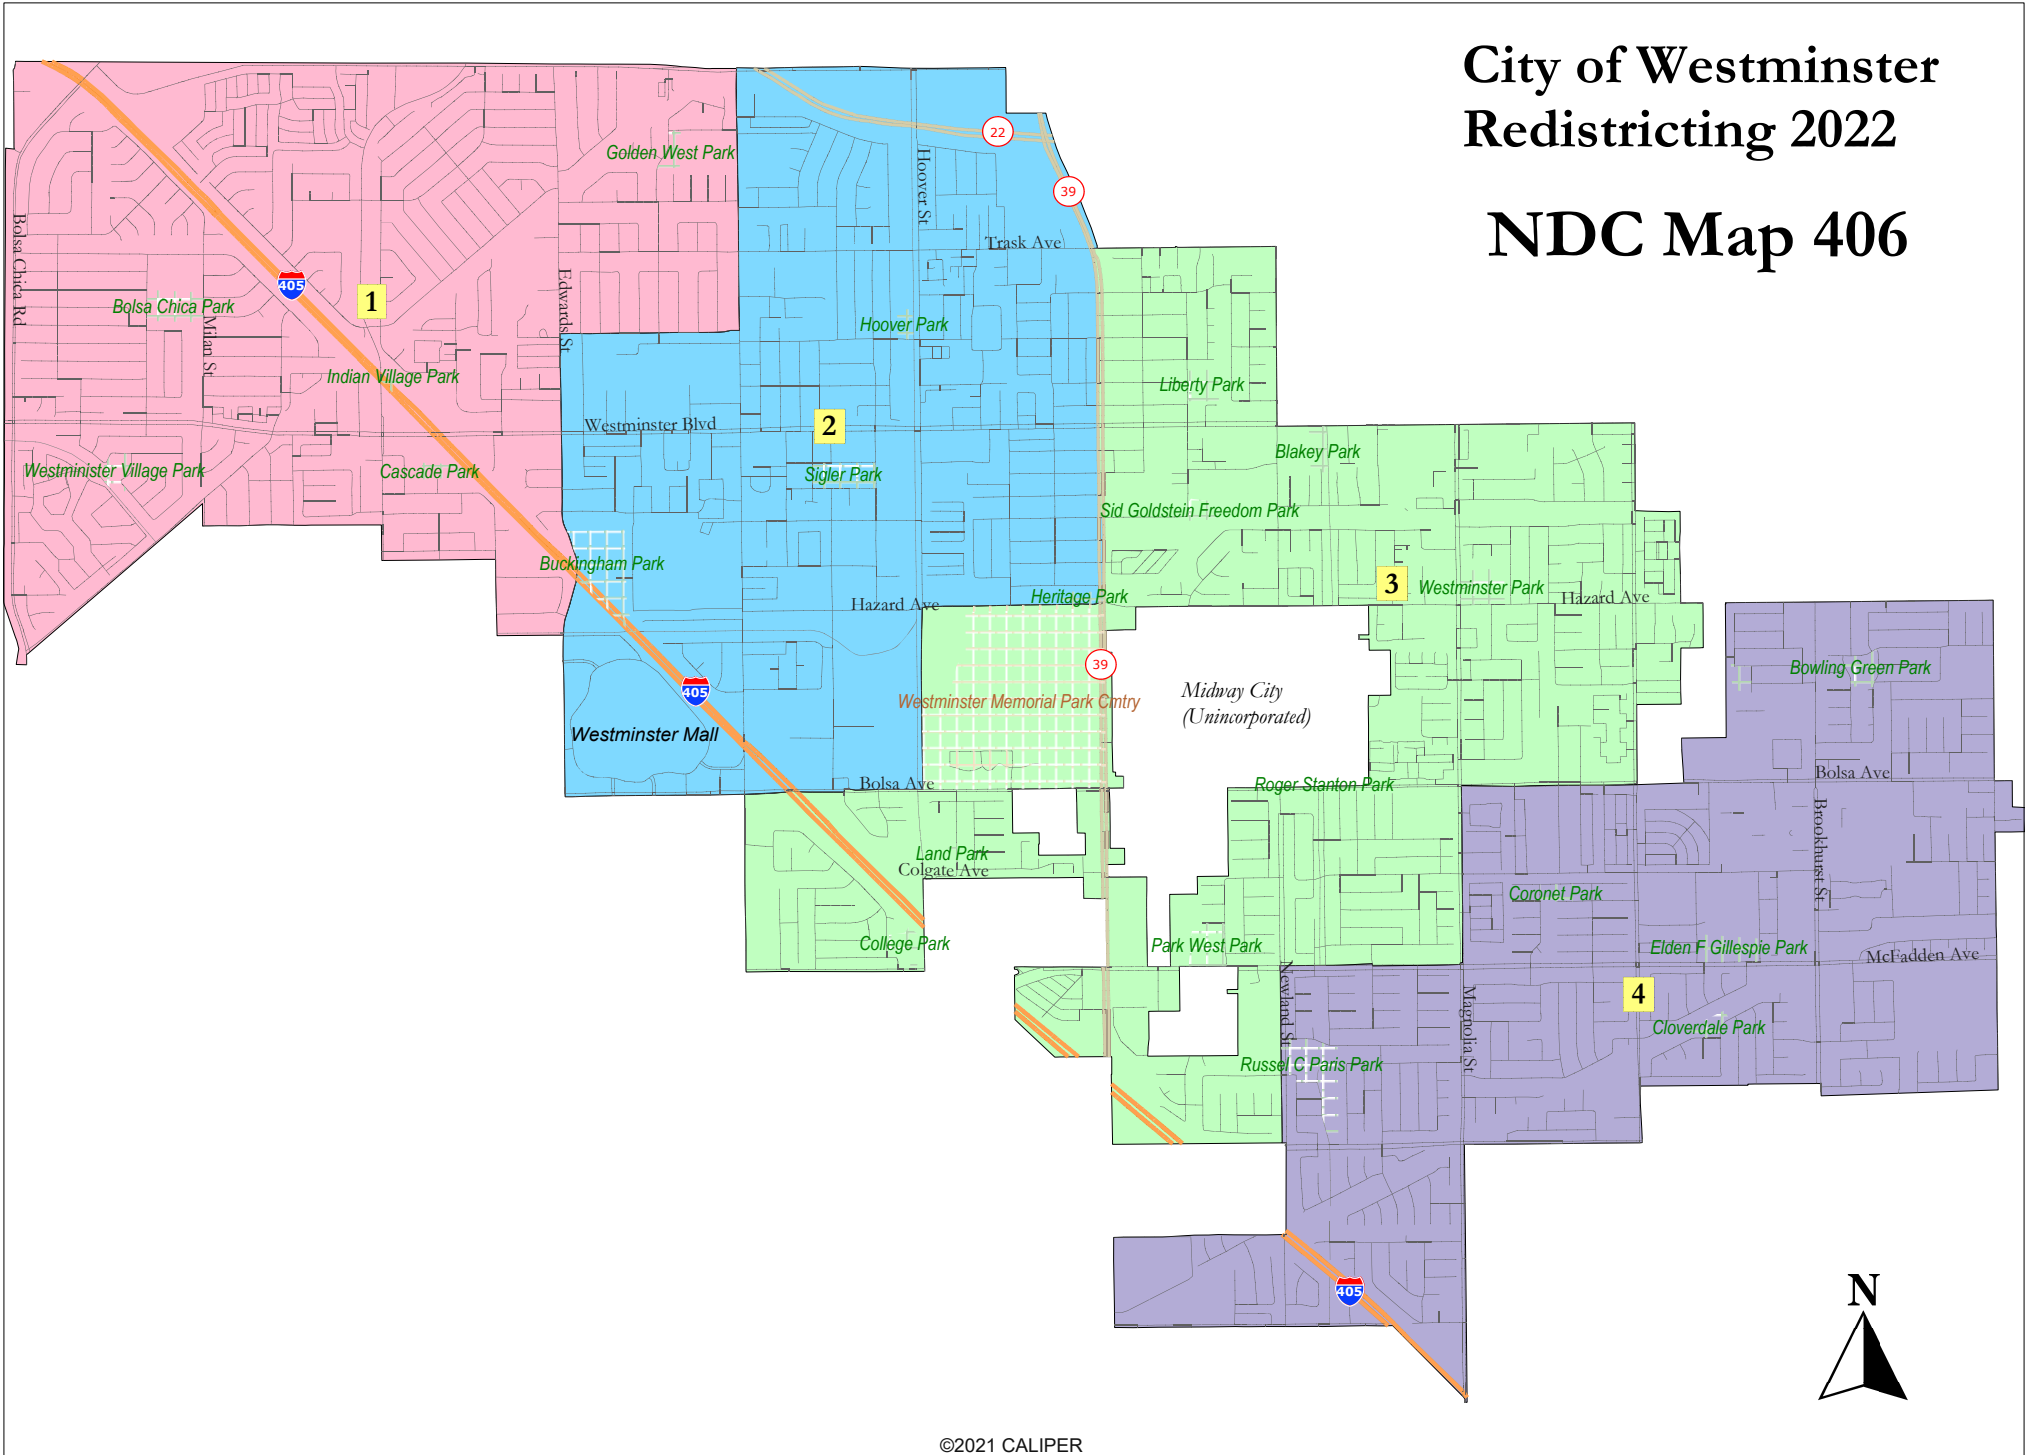 City of Westminster
Redistricting 2022
NDC Map 406
22
Golden West Park
Hoover St
39
Bolsa Chica Rd
Trask Ave
Edwards St
405
1
Bolsa Chica Park
Milan St
Hoover Park
Indian Village Park
Liberty Park
Westminster Blvd
2
Blakey Park
Westminister Village Park
Cascade Park
Sigler Park
Sid Goldstein Freedom Park
Buckingham Park
3
Westminster Park
Heritage Park
Hazard Ave
Hazard Ave
39
Bowling Green Park
405
Midway City
(Unincorporated)
Westminster Memorial Park Cmtry
Westminster Mall
Bolsa Ave
Bolsa Ave
Roger Stanton Park
Brookhurst St
Land Park
Colgate Ave
Coronet Park
College Park
Park West Park
Elden F Gillespie Park
McFadden Ave
Newland St
Magnolia St
4
Cloverdale Park
Russel C Paris Park
405
N
©2021 CALIPER